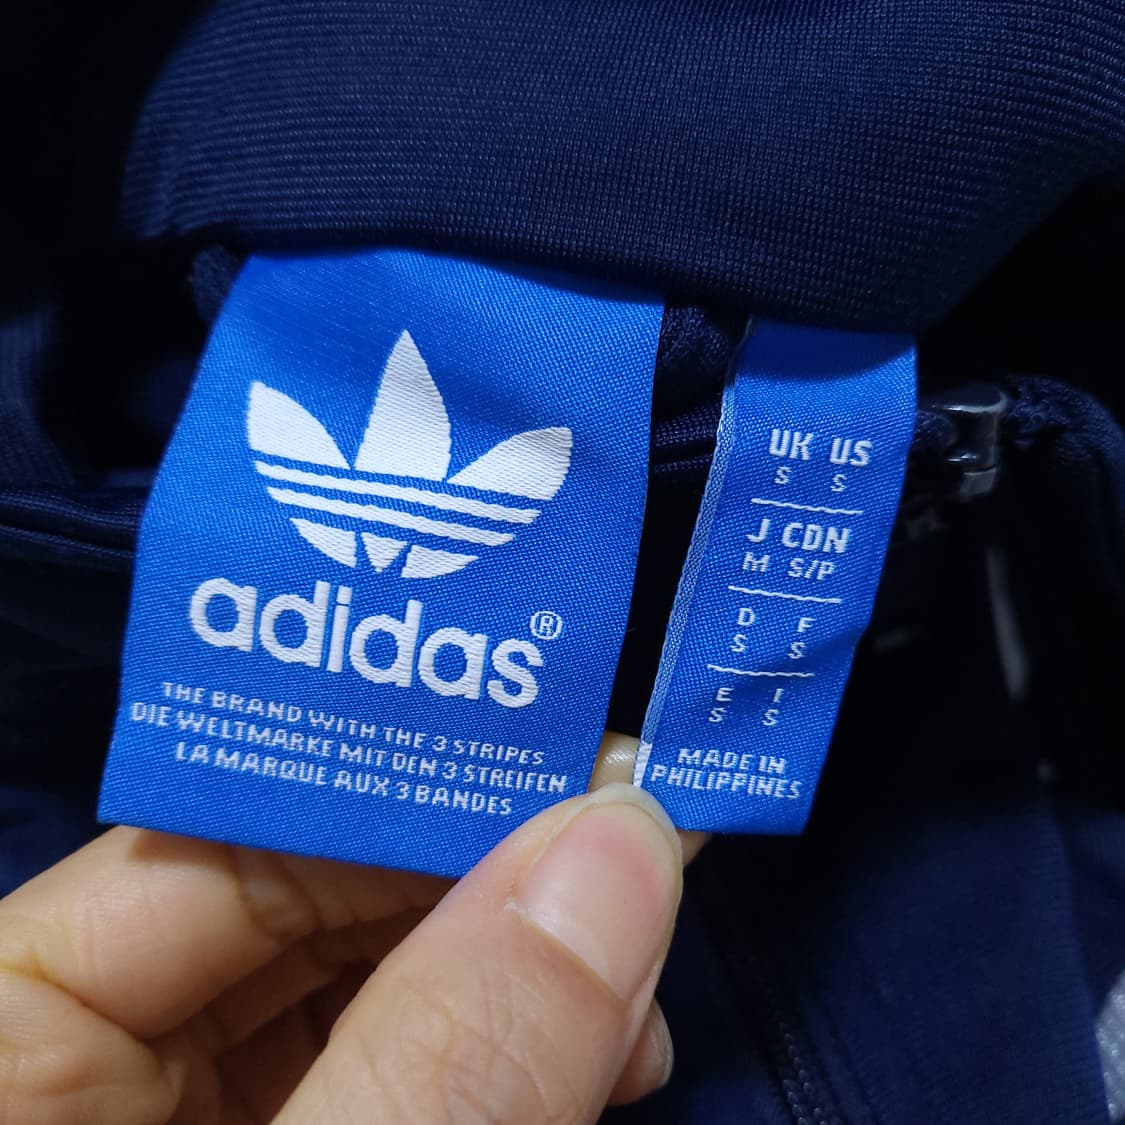 adidas®
THE BRAND WITH THE 3 STRIPES
DIE WELTMARKE MIT DEN 3 STREIFEN
LA MARQUE AUX 3 BANDES
UK US
S S
J CDN
M S/P
D F
S S
E I
S S
MADE IN
PHILIPPINES